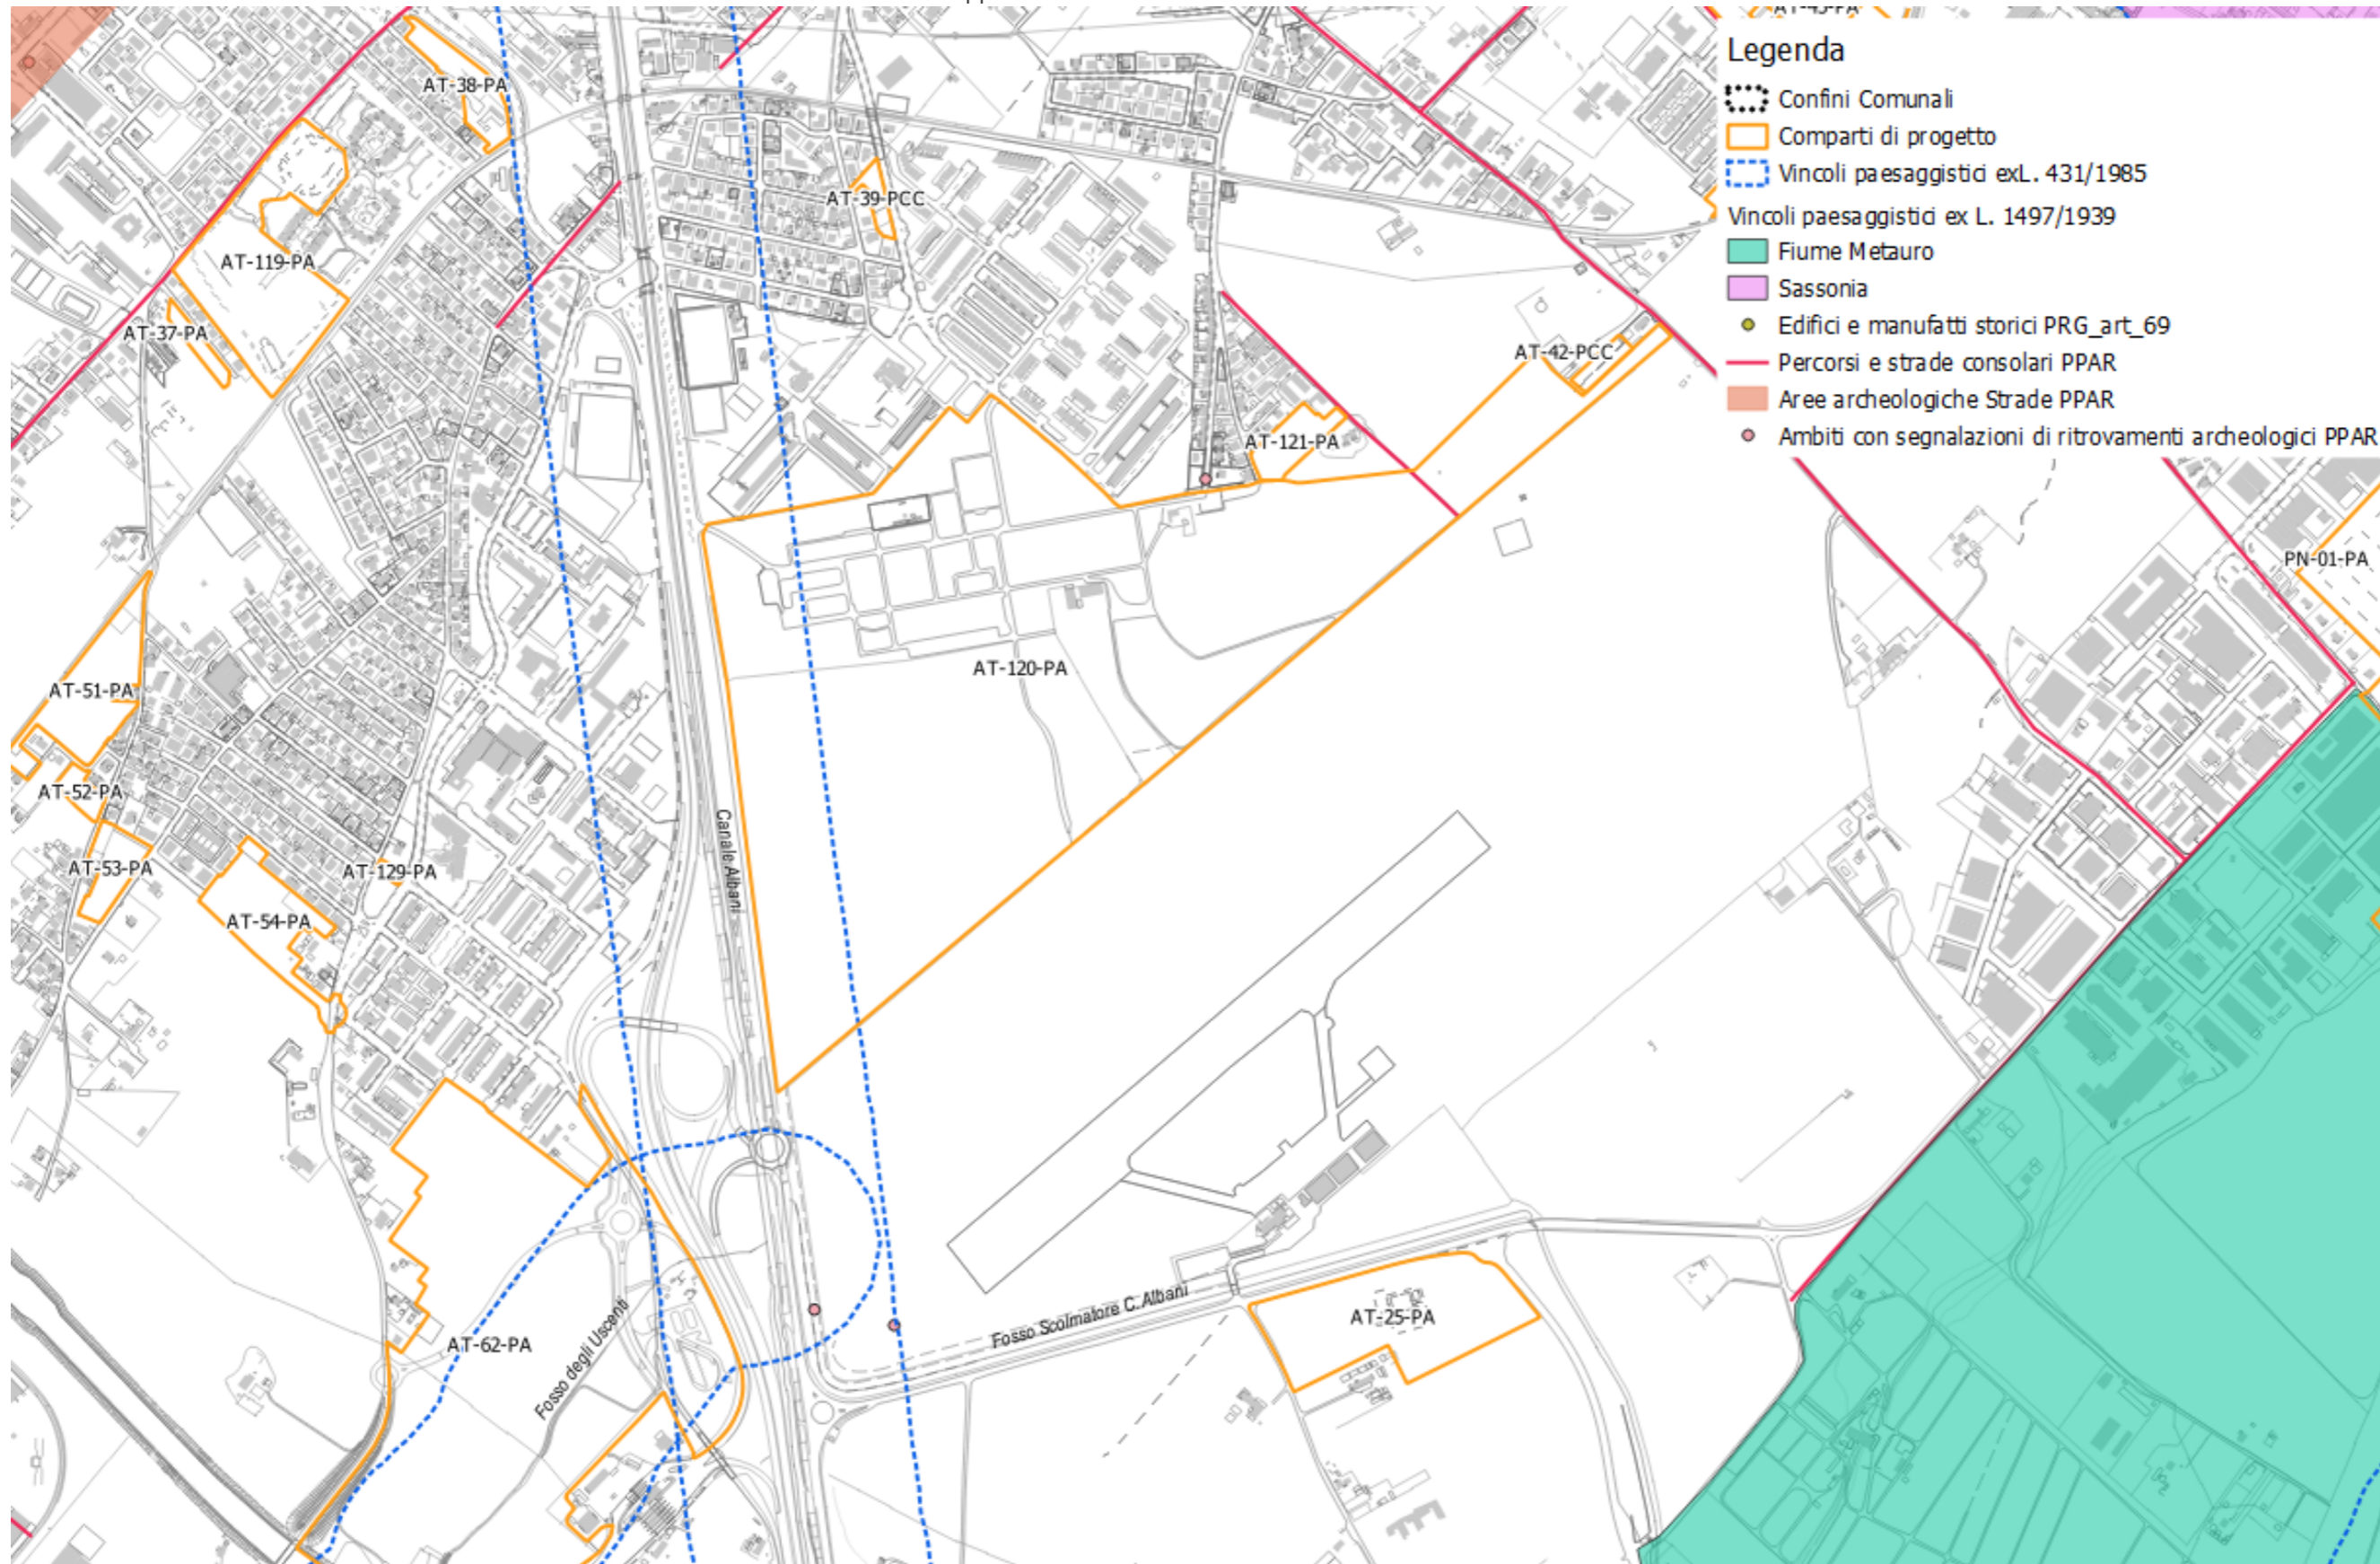 AT-45-PA
Legenda
Confini Comunali
Comparti di progetto
Vincoli paesaggistici exL. 431/1985
Vincoli paesaggistici ex L. 1497/1939
Fiume Metauro
Sassonia
Edifici e manufatti storici PRG_art_69
Percorsi e strade consolari PPAR
Aree archeologiche Strade PPAR
Ambiti con segnalazioni di ritrovamenti archeologici PPAR
AT-38-PA
AT-39-PCC
AT-119-PA
AT-37-PA
AT-42-PCC
AT-121-PA
PN-01-PA
AT-120-PA
AT-51-PA
AT-52-PA
Canale Albani
AT-53-PA
AT-129-PA
AT-54-PA
Fosso Scolmatore C. Albani
AT-25-PA
AT-62-PA
Fosso degli Uscenti